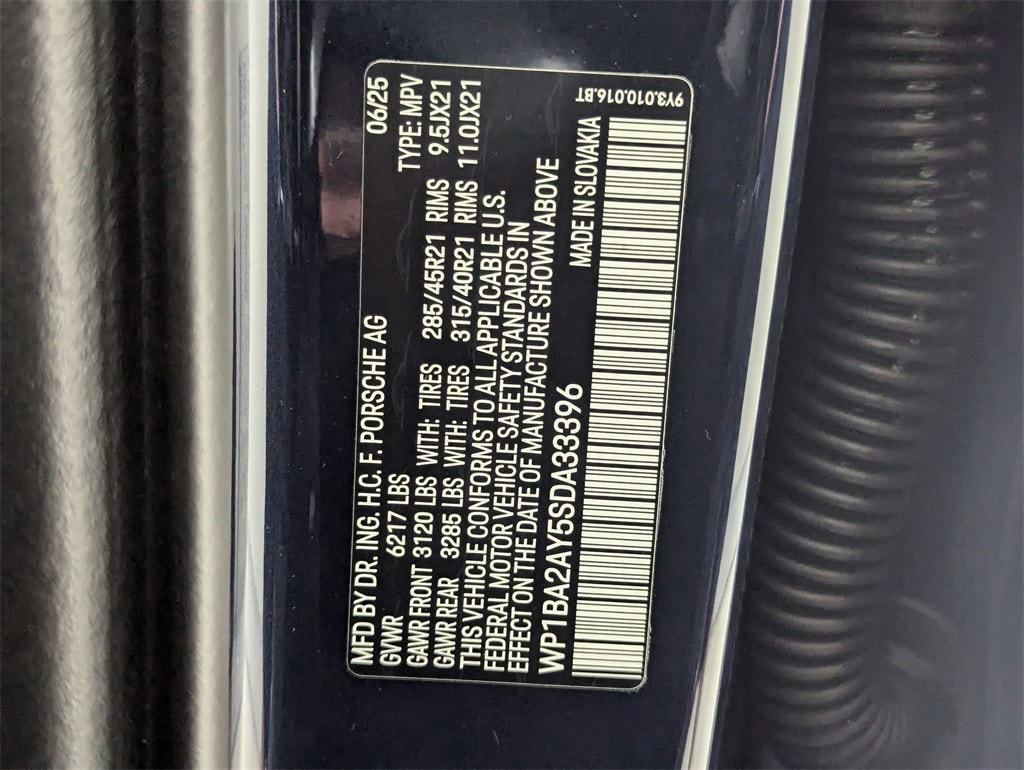 MFD BY DR. ING. H.C. F. PORSCHE AG 06/25
GVWR 6217 LBS TYPE: MPV
GAWR FRONT 3120 LBS WITH: TIRES 285/45R21 RIMS 9.5JX21
GAWR REAR 3285 LBS WITH: TIRES 315/40R21 RIMS 11.0JX21
THIS VEHICLE CONFORMS TO ALL APPLICABLE U.S.
FEDERAL MOTOR VEHICLE SAFETY STANDARDS IN
EFFECT ON THE DATE OF MANUFACTURE SHOWN ABOVE
WP1BA2AY5SDA33396 MADE IN SLOVAKIA
9Y3.010.016.BT